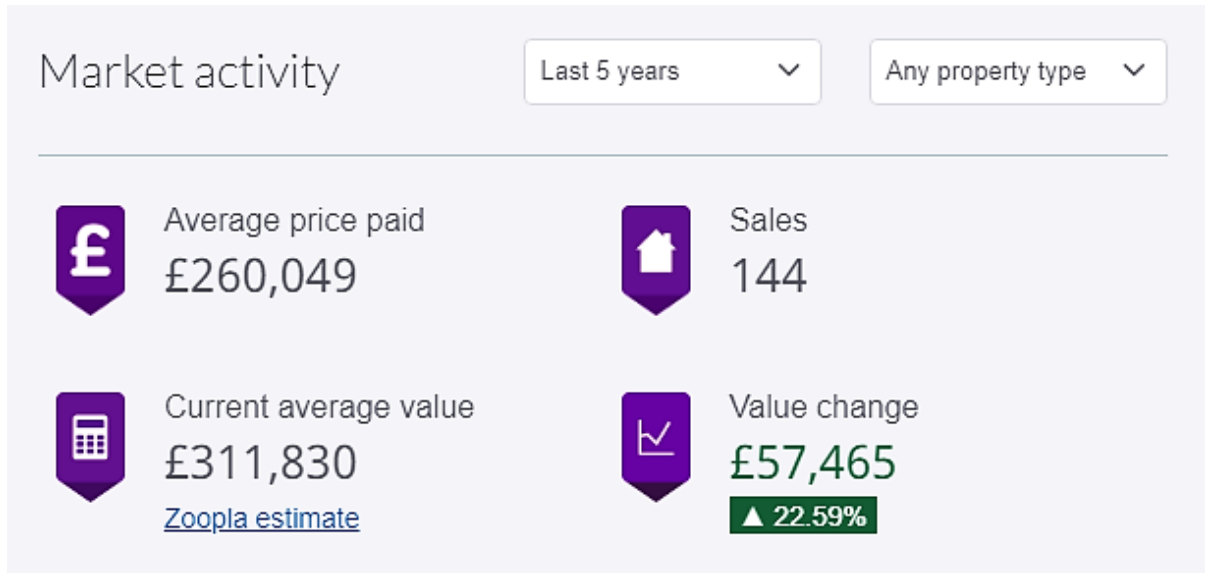 Market activity
Last 5 years
Any property type
£
Average price paid
£260,049
Sales
144
Current average value
£311,830
Zoopla estimate
Value change
£57,465
▲ 22.59%